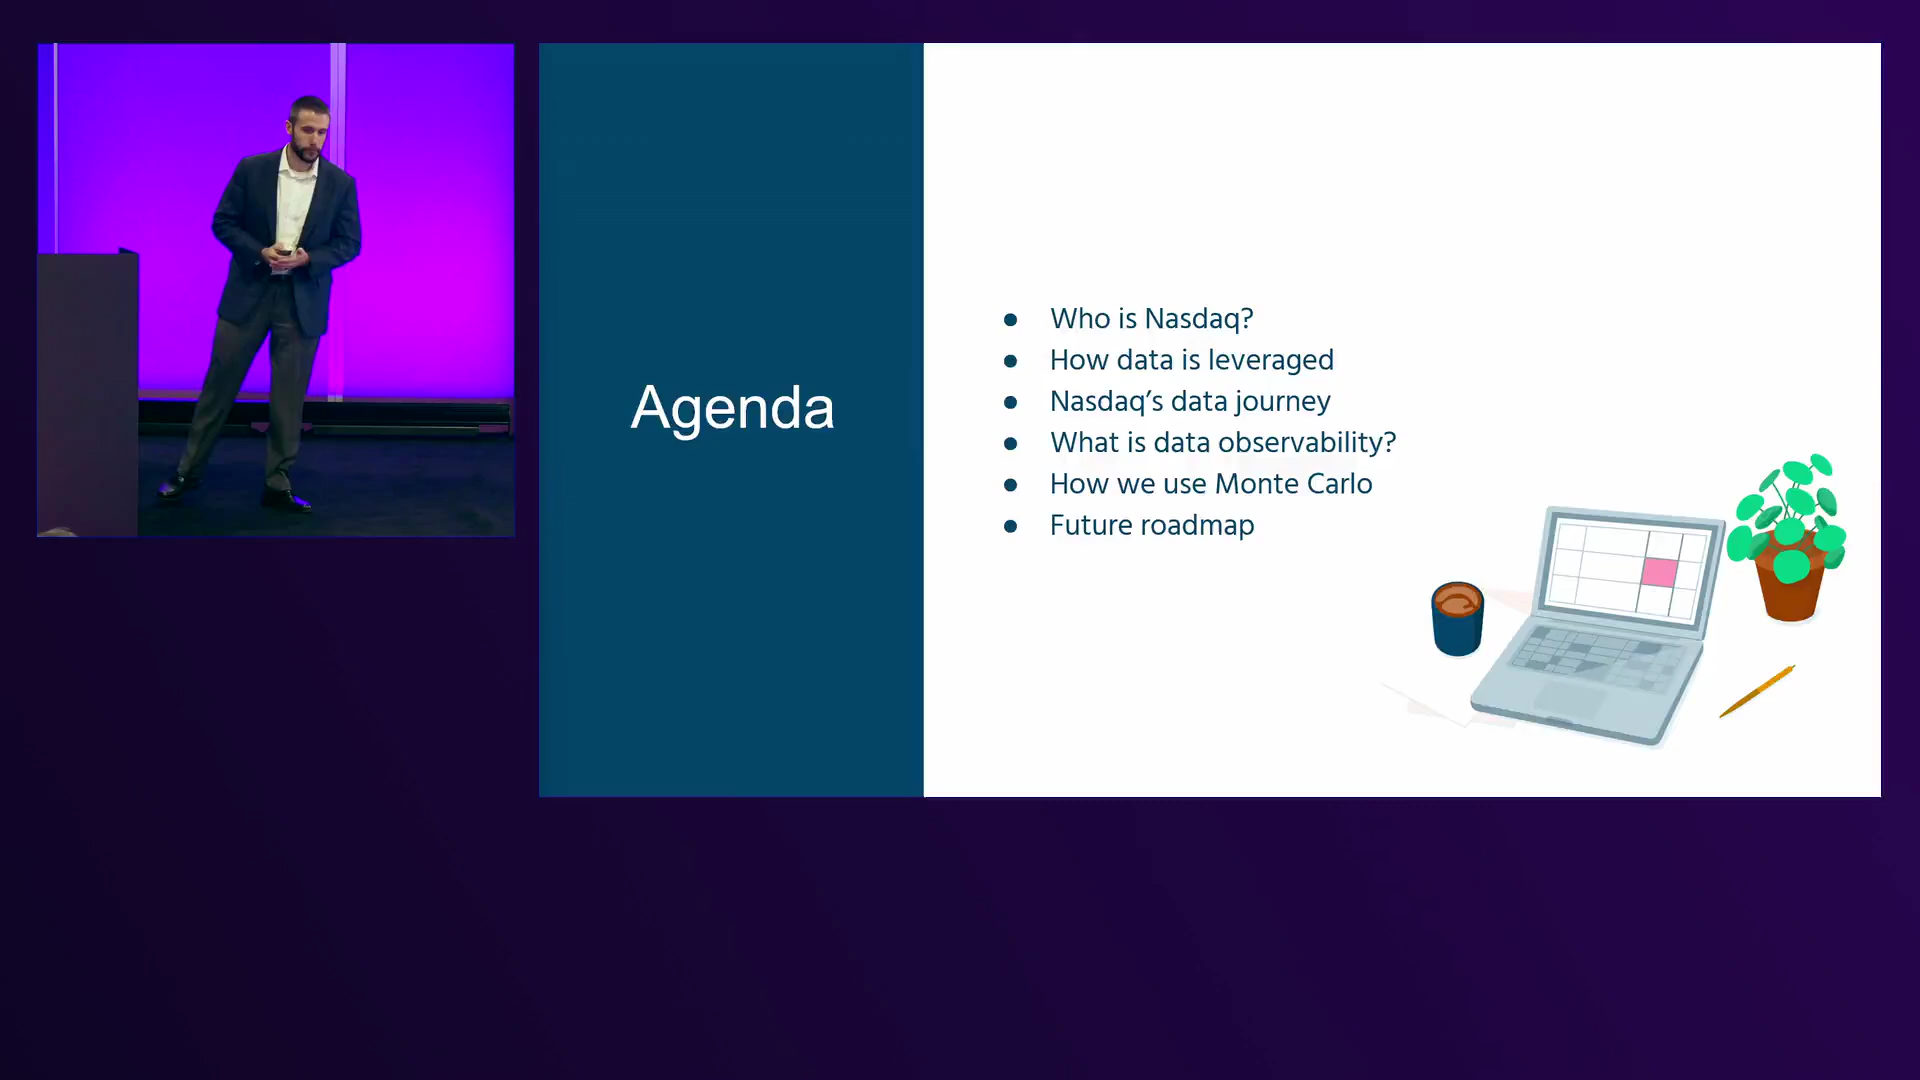 Agenda
Who is Nasdaq?
How data is leveraged
Nasdaq’s data journey
What is data observability?
How we use Monte Carlo
Future roadmap